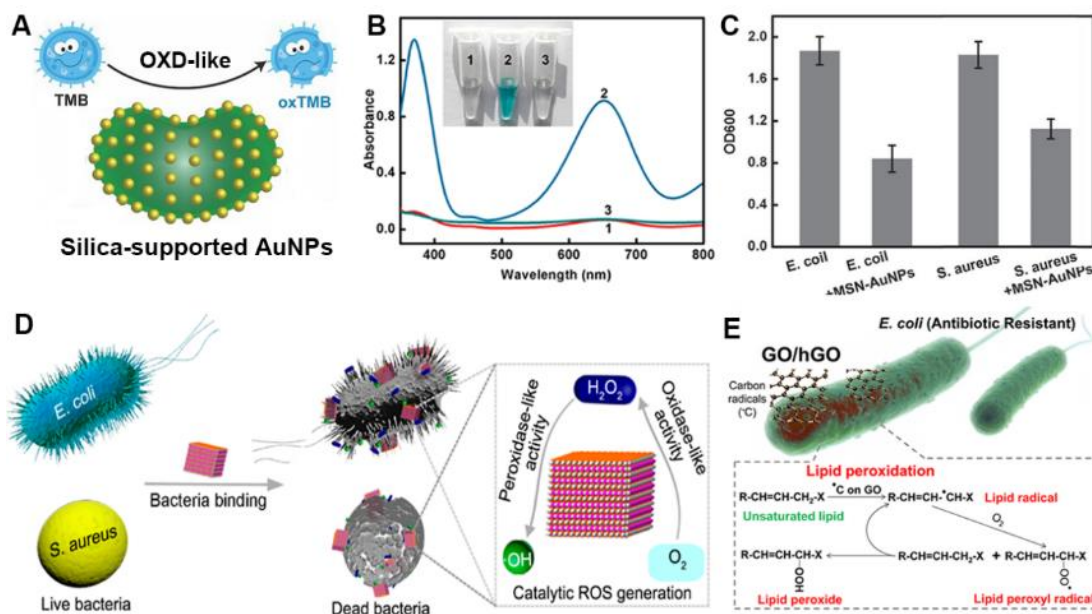 A
TMB
OXD-like
oxTMB
Silica-supported AuNPs
B
Absorbance
1.2
0.8
0.4
0.0
1 2 3
2
3
1
400 500 600 700 800
Wavelength (nm)
C
OD600
2.0
1.6
1.2
0.8
0.4
0.0
E. coil
E. coil
+MSN-AuNPs
S. aureus
S. aureus
+MSN-AuNPs
D
E. coli
S. aureus
Live bacteria
Bacteria binding
Dead bacteria
H₂O₂
Peroxidase-like
activity
Oxidase-like
activity
·OH
O₂
Catalytic ROS generation
E
E. coli (Antibiotic Resistant)
GO/hGO
Carbon
radicals
(•C)
Lipid peroxidation
R-CH=CH-CH₂-X •C on GO R-CH=CH-•CH-X Lipid radical
Unsaturated lipid
O₂
R-CH=CH-CH-X R-CH=CH-CH₂-X + R-CH=CH-CH-X
HOO
OO•
Lipid peroxide
Lipid peroxyl radical